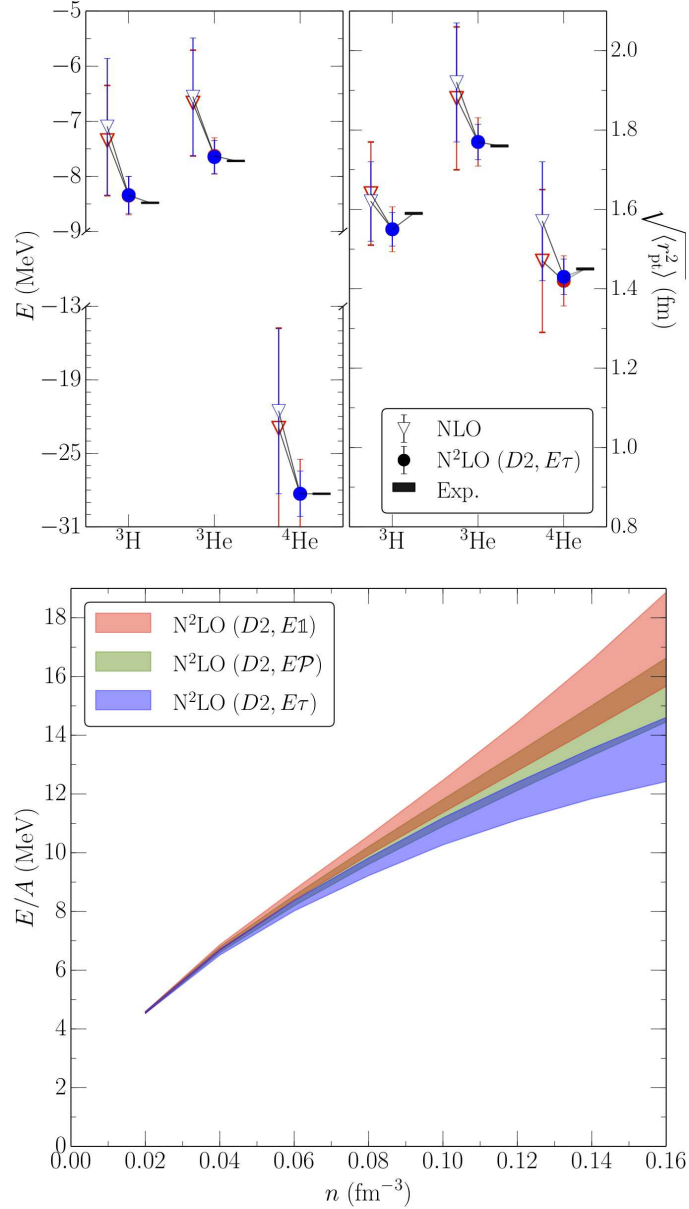 −5
−6
−7
−8
−9
−13
−19
−25
−31
E (MeV)
³H
³He
⁴He
2.0
1.8
1.6
1.4
1.2
1.0
0.8
√⟨r²pt⟩ (fm)
NLO
N²LO (D2, Eτ)
Exp.
³H
³He
⁴He
18
16
14
12
10
8
6
4
2
0
E/A (MeV)
N²LO (D2, E𝟙)
N²LO (D2, E𝒫)
N²LO (D2, Eτ)
0.00 0.02 0.04 0.06 0.08 0.10 0.12 0.14 0.16
n (fm⁻³)